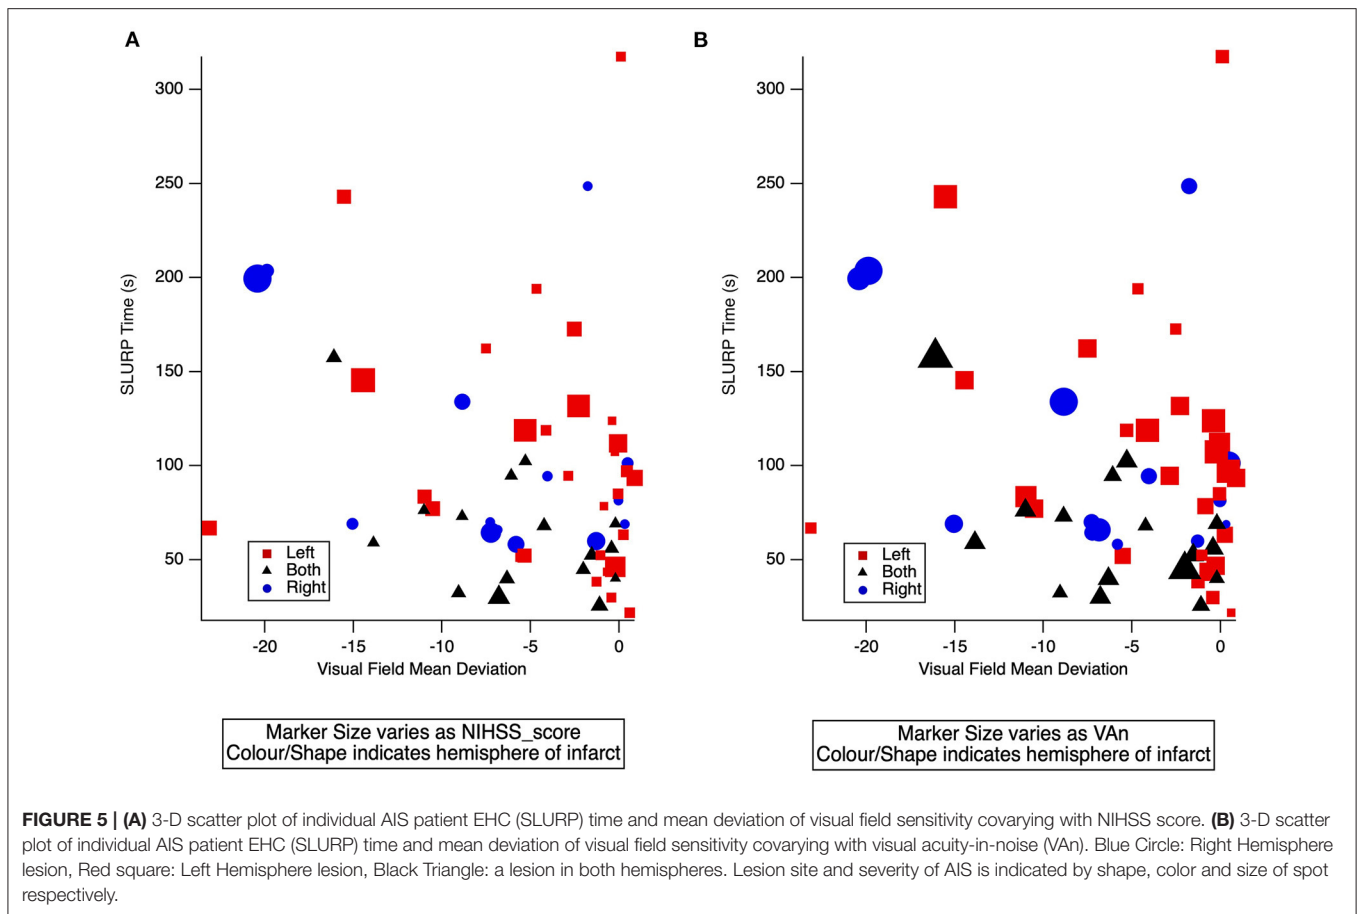 A
B
300
250
200
150
100
50
SLURP Time (s)
Left
Both
Right
-20
-15
-10
-5
0
Visual Field Mean Deviation
300
250
200
150
100
50
SLURP Time (s)
Left
Both
Right
-20
-15
-10
-5
0
Visual Field Mean Deviation
Marker Size varies as NIHSS_score
Colour/Shape indicates hemisphere of infarct
Marker Size varies as VAn
Colour/Shape indicates hemisphere of infarct
FIGURE 5 | (A) 3-D scatter plot of individual AIS patient EHC (SLURP) time and mean deviation of visual field sensitivity covarying with NIHSS score. (B) 3-D scatter
plot of individual AIS patient EHC (SLURP) time and mean deviation of visual field sensitivity covarying with visual acuity-in-noise (VAn). Blue Circle: Right Hemisphere
lesion, Red square: Left Hemisphere lesion, Black Triangle: a lesion in both hemispheres. Lesion site and severity of AIS is indicated by shape, color and size of spot
respectively.